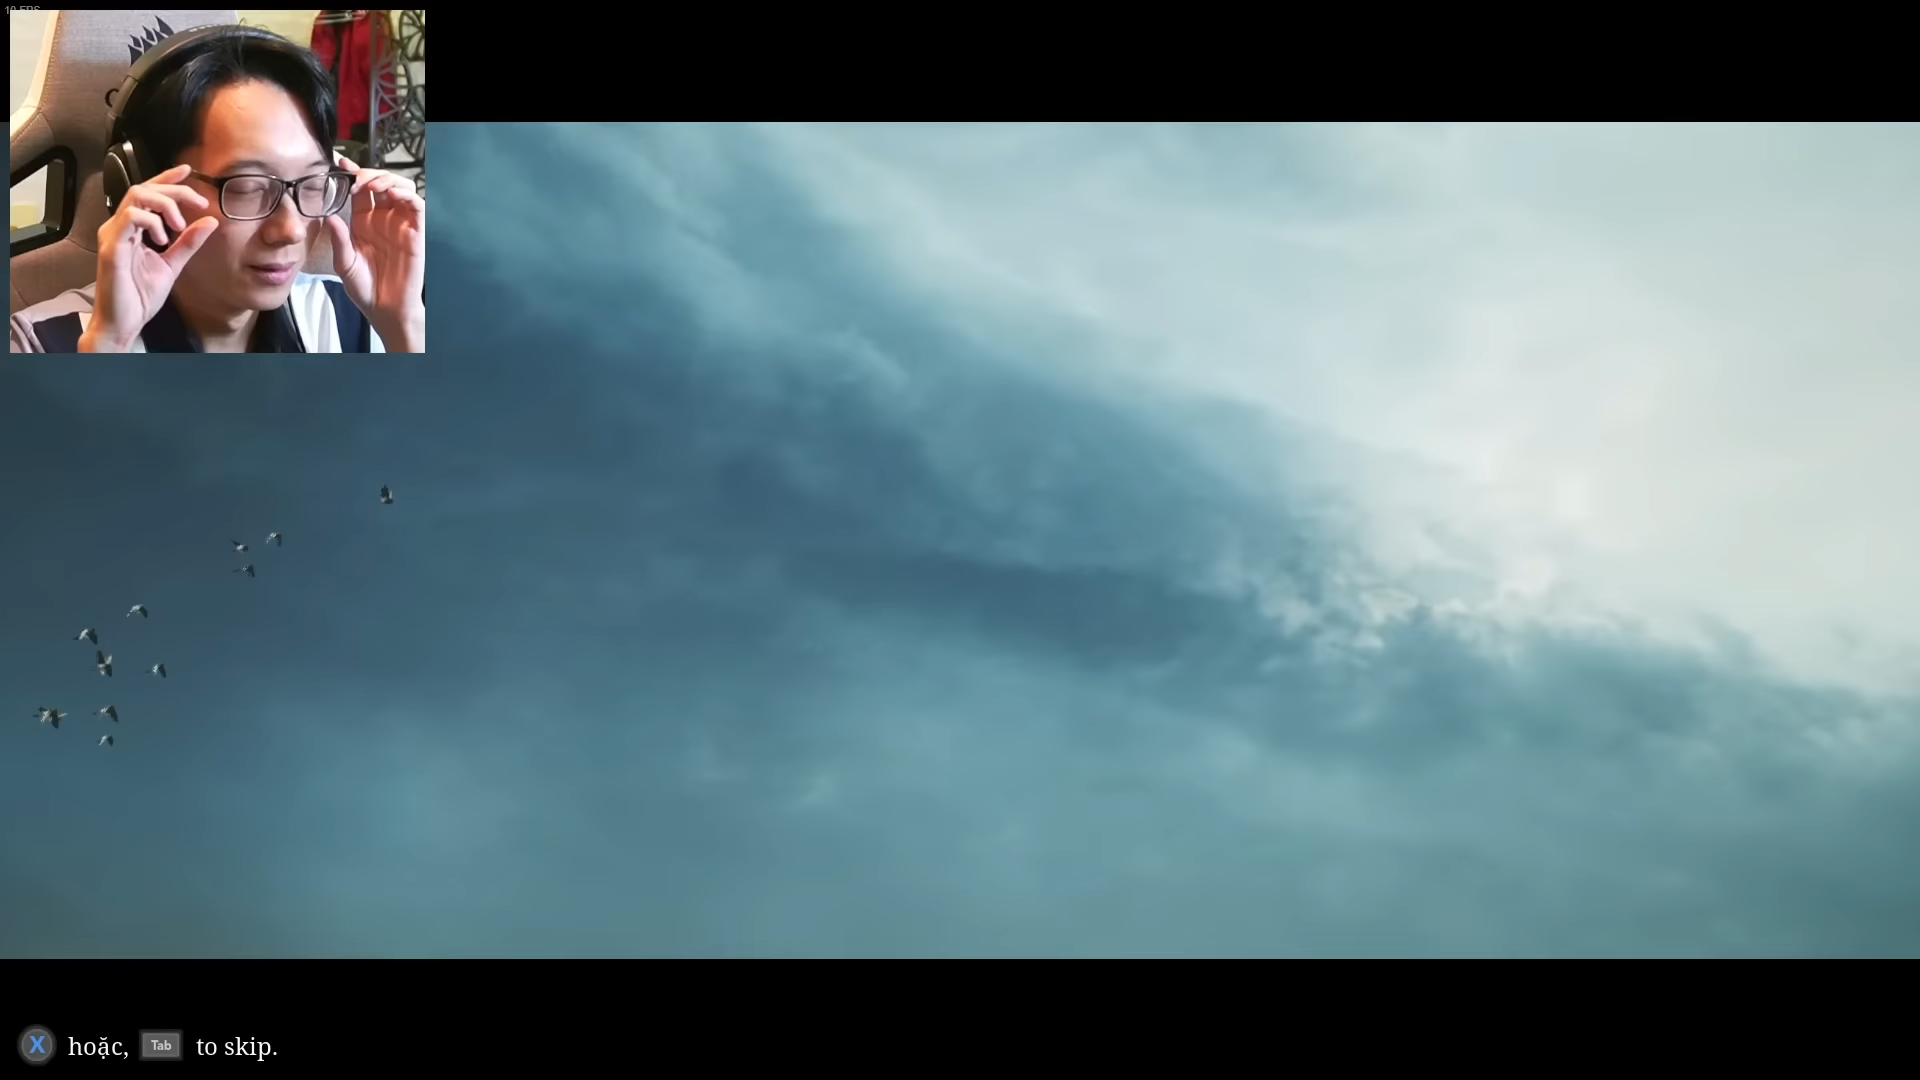 X hoặc, Tab to skip.